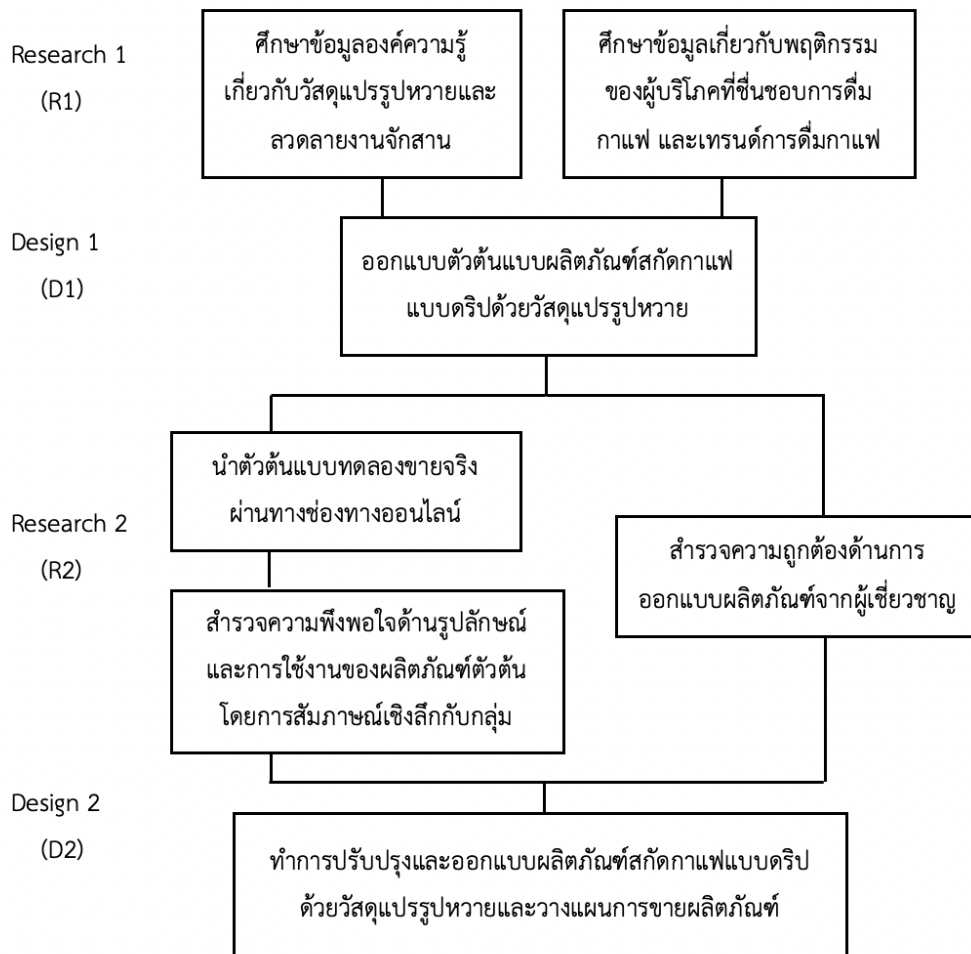 Research 1
(R1)
ศึกษาข้อมูลองค์ความรู้
เกี่ยวกับวัสดุแปรรูปหวายและ
ลวดลายงานจักสาน
ศึกษาข้อมูลเกี่ยวกับพฤติกรรม
ของผู้บริโภคที่ชื่นชอบการดื่ม
กาแฟ และเทรนด์การดื่มกาแฟ
Design 1
(D1)
ออกแบบตัวต้นแบบผลิตภัณฑ์สกัดกาแฟ
แบบดริปด้วยวัสดุแปรรูปหวาย
Research 2
(R2)
นำตัวต้นแบบทดลองขายจริง
ผ่านทางช่องทางออนไลน์
สำรวจความพึงพอใจด้านรูปลักษณ์
และการใช้งานของผลิตภัณฑ์ตัวต้น
โดยการสัมภาษณ์เชิงลึกกับกลุ่ม
สำรวจความถูกต้องด้านการ
ออกแบบผลิตภัณฑ์จากผู้เชี่ยวชาญ
Design 2
(D2)
ทำการปรับปรุงและออกแบบผลิตภัณฑ์สกัดกาแฟแบบดริป
ด้วยวัสดุแปรรูปหวายและวางแผนการขายผลิตภัณฑ์